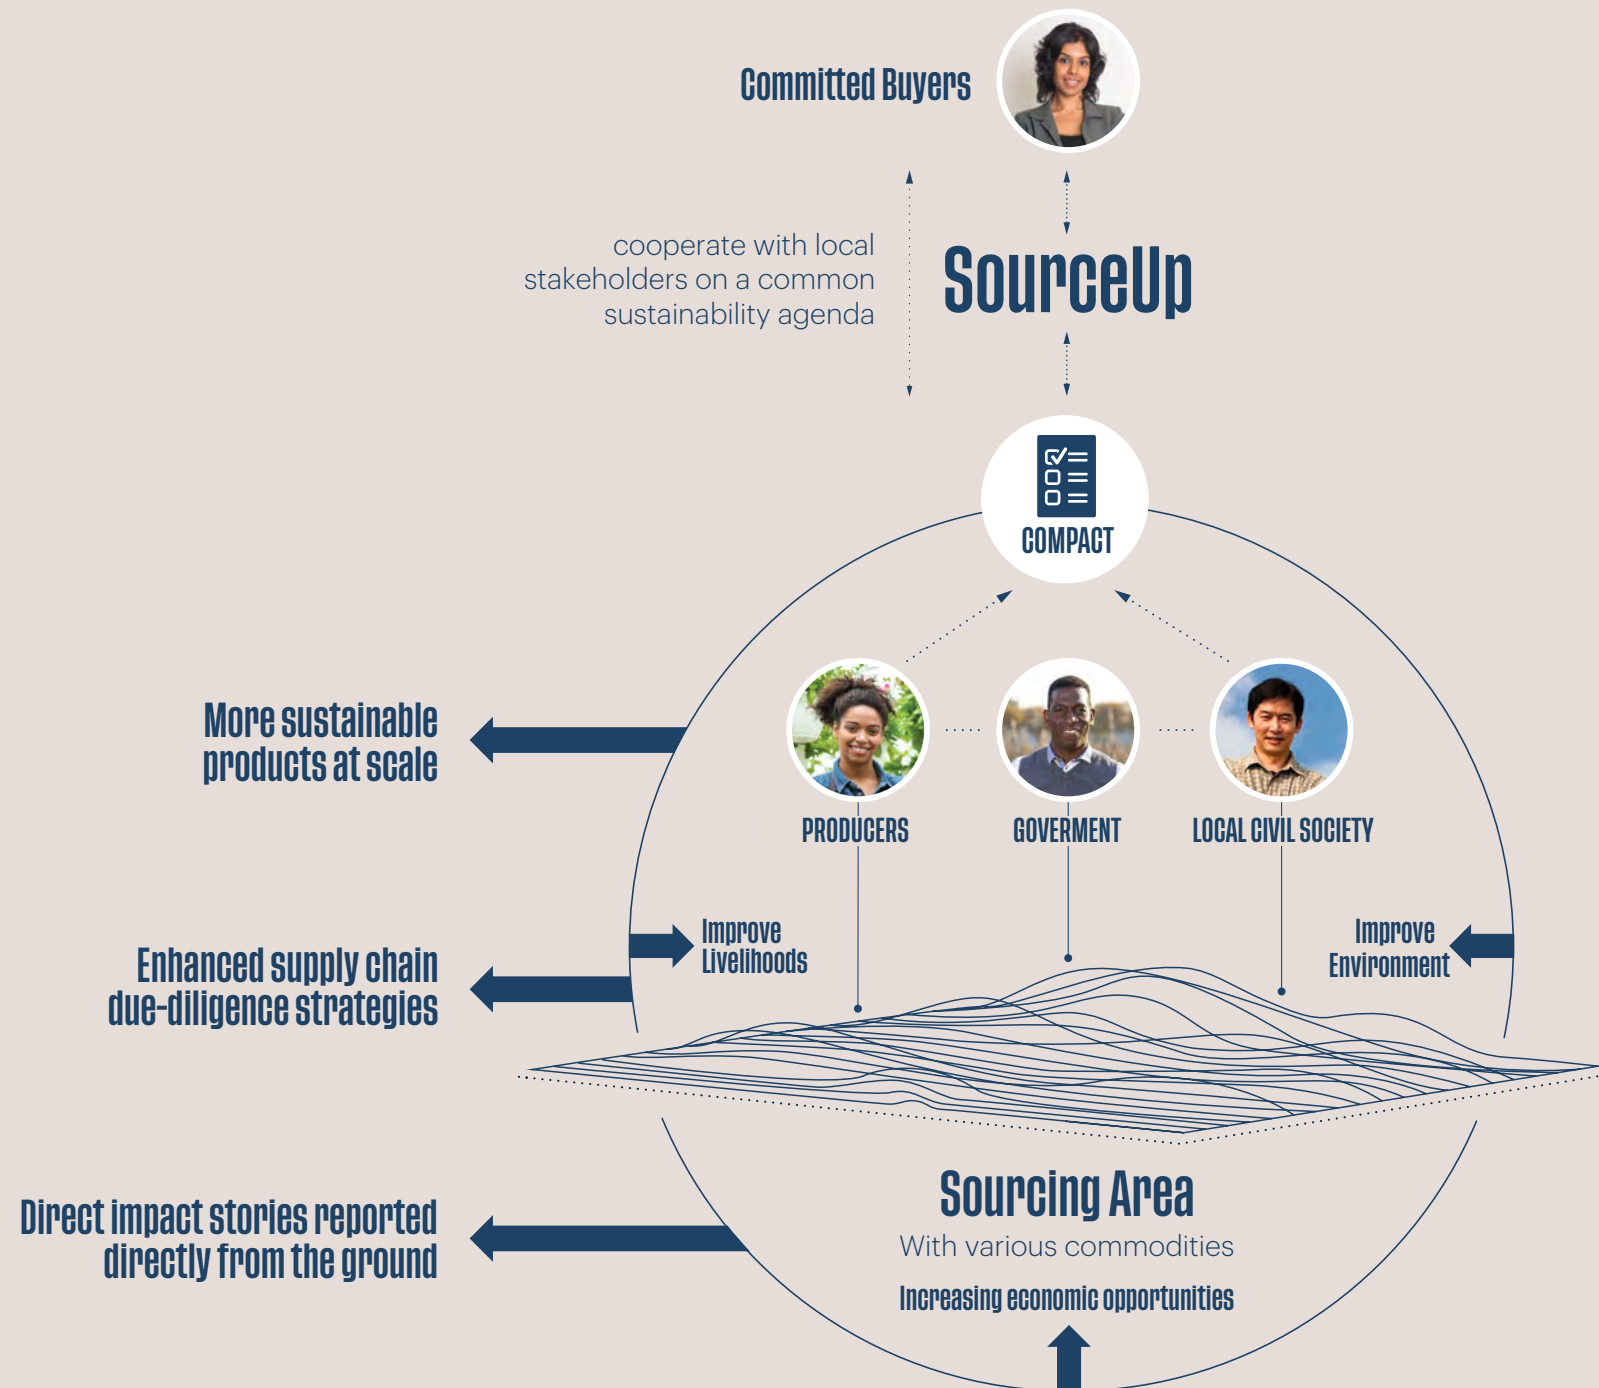 Committed Buyers
cooperate with local
stakeholders on a common
sustainability agenda
SourceUp
COMPACT
PRODUCERS
GOVERMENT
LOCAL CIVIL SOCIETY
More sustainable
products at scale
Improve
Livelihoods
Improve
Environment
Enhanced supply chain
due-diligence strategies
Sourcing Area
With various commodities
Increasing economic opportunities
Direct impact stories reported
directly from the ground